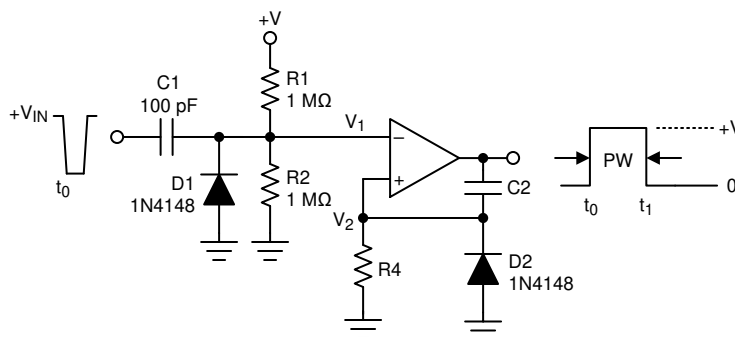 +V
C1
100 pF
R1
1 MΩ
+VIN
t0
V1
D1
1N4148
R2
1 MΩ
−
+
V2
R4
C2
D2
1N4148
PW
+V
0
t0
t1